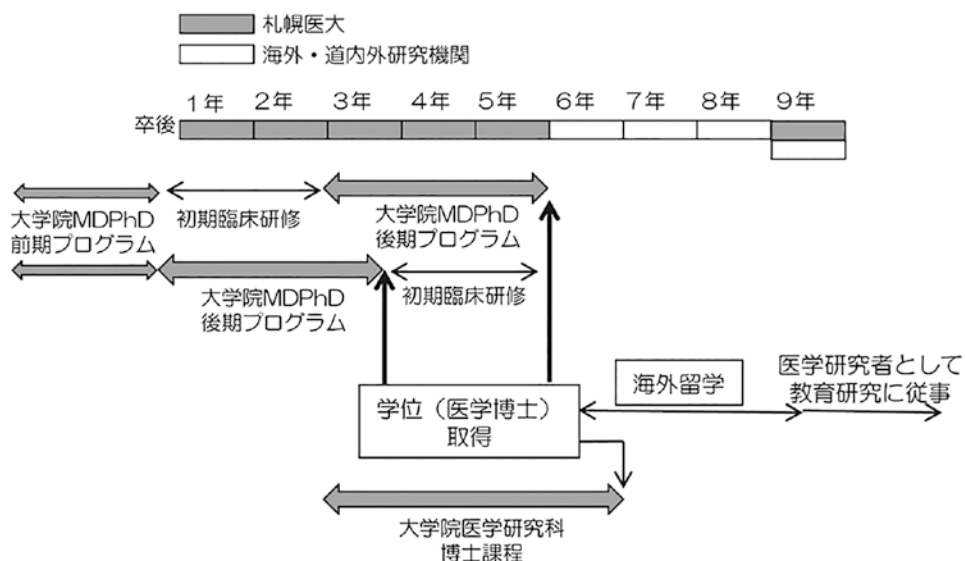 札幌医大
海外・道内外研究機関
1年 2年 3年 4年 5年 6年 7年 8年 9年
卒後
大学院MDPhD
前期プログラム
初期臨床研修
大学院MDPhD
後期プログラム
大学院MDPhD
後期プログラム
初期臨床研修
学位（医学博士）
取得
海外留学
医学研究者として
教育研究に従事
大学院医学研究科
博士課程